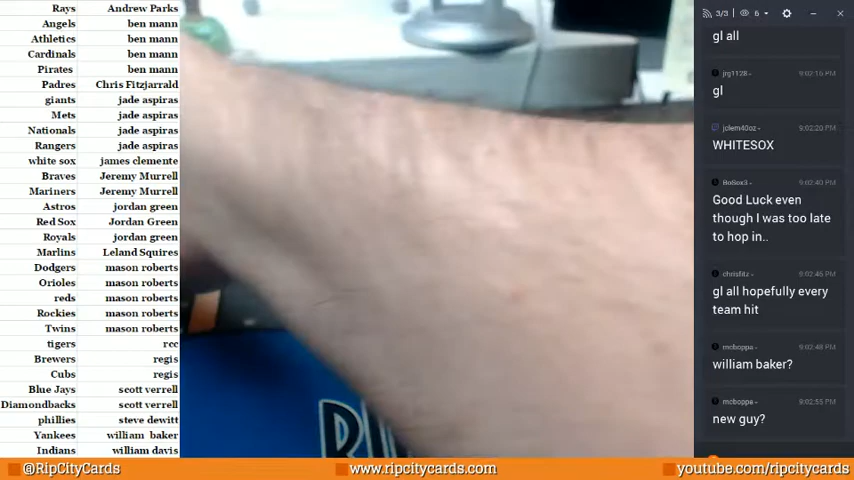 Rays Andrew Parks
Angels ben mann
Athletics ben mann
Cardinals ben mann
Pirates ben mann
Padres Chris Fitzjarrald
giants jade aspiras
Mets jade aspiras
Nationals jade aspiras
Rangers jade aspiras
white sox james clemente
Braves Jeremy Murrell
Mariners Jeremy Murrell
Astros jordan green
Red Sox Jordan Green
Royals jordan green
Marlins Leland Squires
Dodgers mason roberts
Orioles mason roberts
reds mason roberts
Rockies mason roberts
Twins mason roberts
tigers rcc
Brewers regis
Cubs regis
Blue Jays scott verrell
Diamondbacks scott verrell
phillies steve dewitt
Yankees william baker
Indians william davis
3/3 6
gl all
jrg1128 - 9:02:16 PM
gl
jclem40oz - 9:02:20 PM
WHITESOX
BoSox3 - 9:02:40 PM
Good Luck even
though I was too late
to hop in..
chrisfitz - 9:02:46 PM
gl all hopefully every
team hit
mcboppa - 9:02:48 PM
william baker?
mcboppa - 9:02:55 PM
new guy?
@RipCityCards www.ripcitycards.com youtube.com/ripcitycards